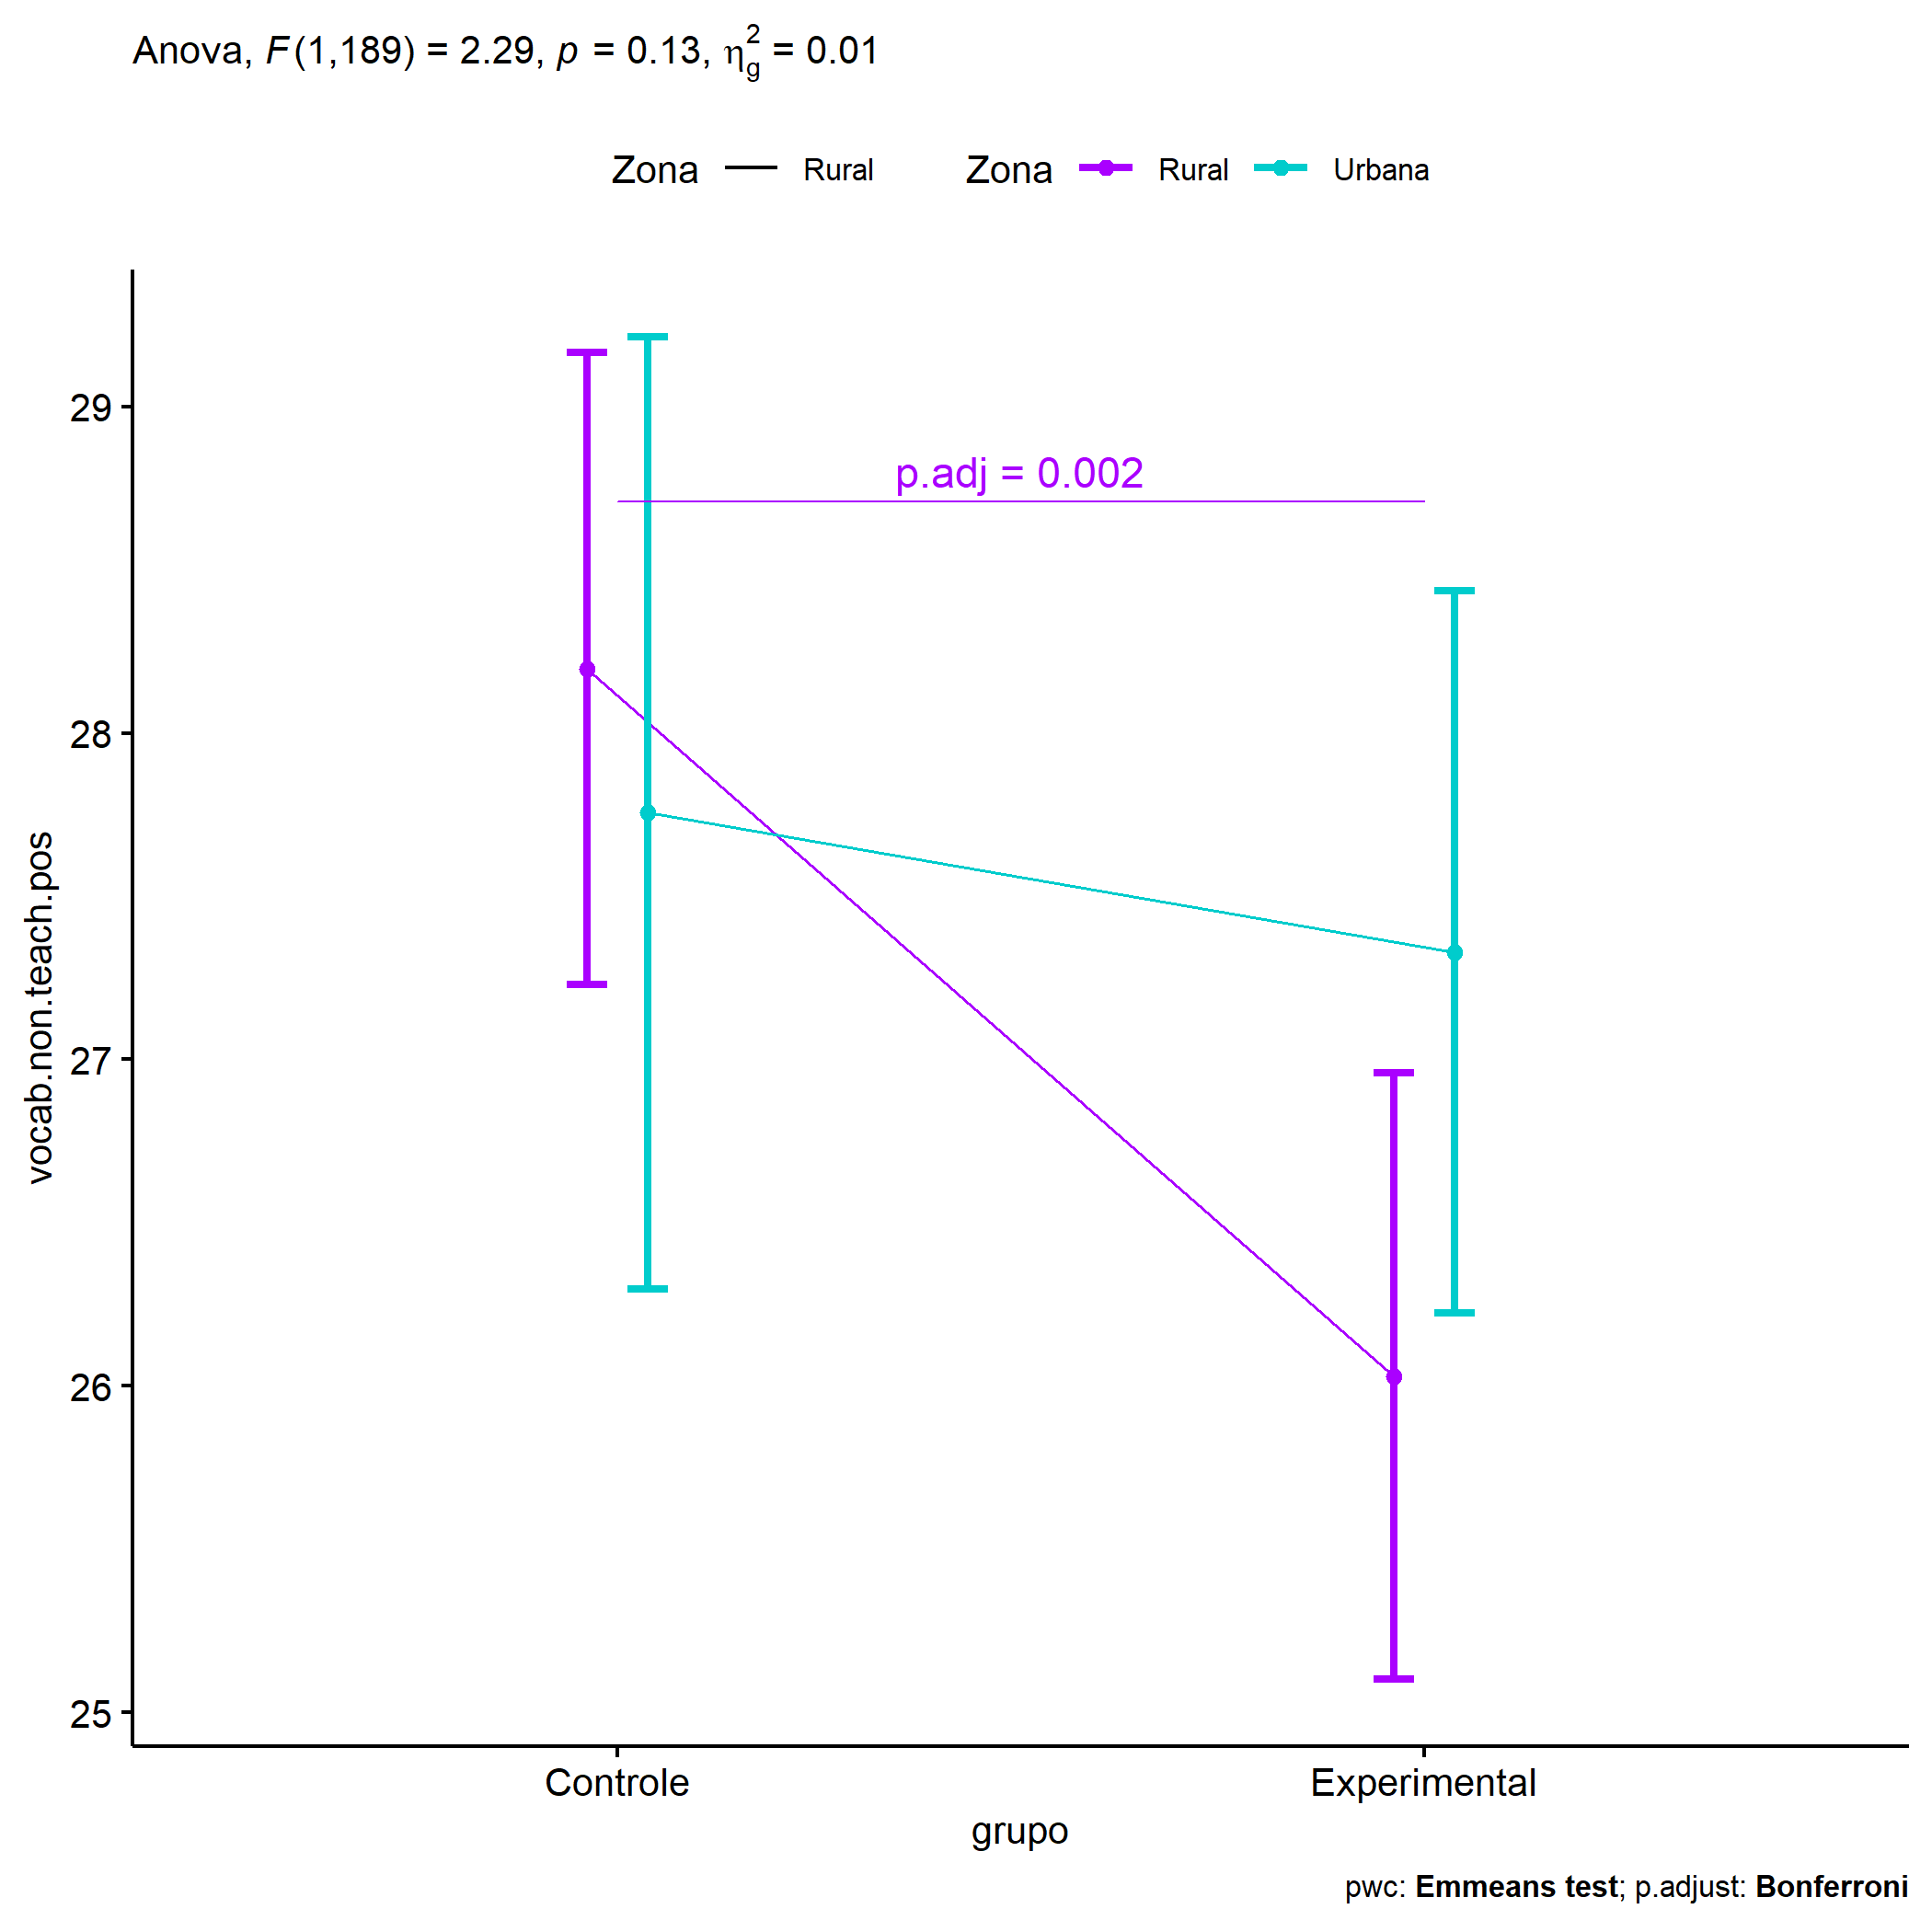 Anova, F(1,189) = 2.29, p = 0.13, η²g = 0.01
Zona Rural Zona Rural Urbana
p.adj = 0.002
29
28
27
26
25
vocab.non.teach.pos
Controle Experimental
grupo
pwc: Emmeans test; p.adjust: Bonferroni